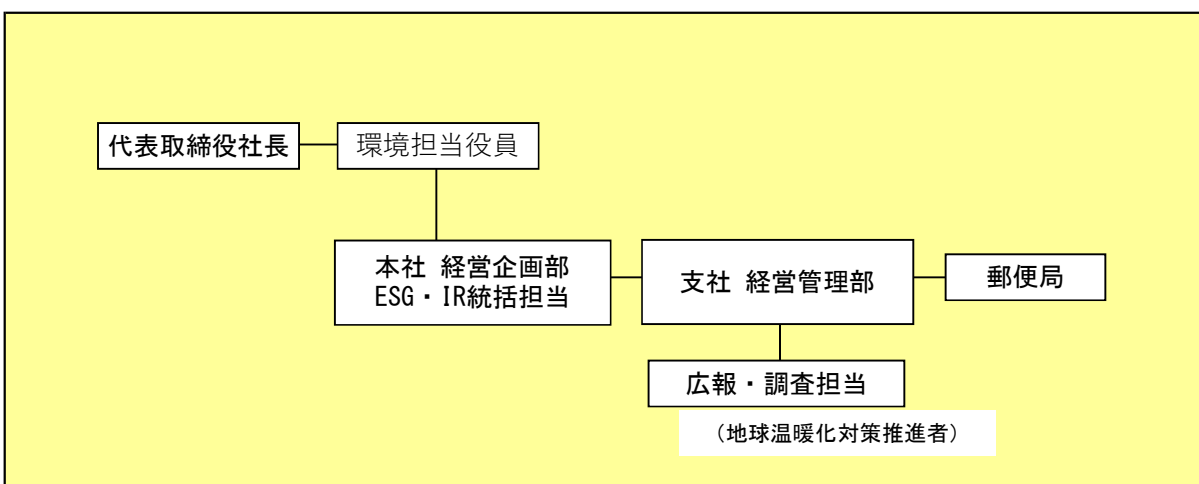 代表取締役社長
環境担当役員
本社 経営企画部
ESG・IR統括担当
支社 経営管理部
郵便局
広報・調査担当
（地球温暖化対策推進者）